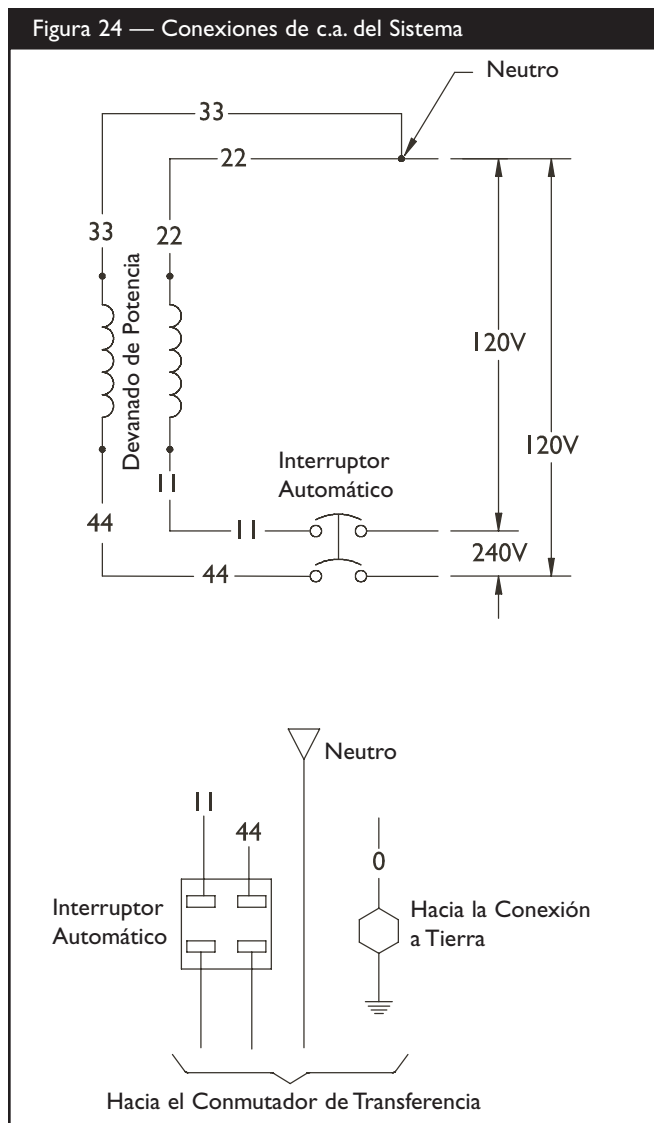 Figura 24 — Conexiones de c.a. del Sistema
Neutro
33
22
33
22
Devanado de Potencia
120V
120V
Interruptor
Automático
11
44
11
240V
44
Neutro
11
44
0
Interruptor
Automático
Hacia la Conexión
a Tierra
Hacia el Conmutador de Transferencia